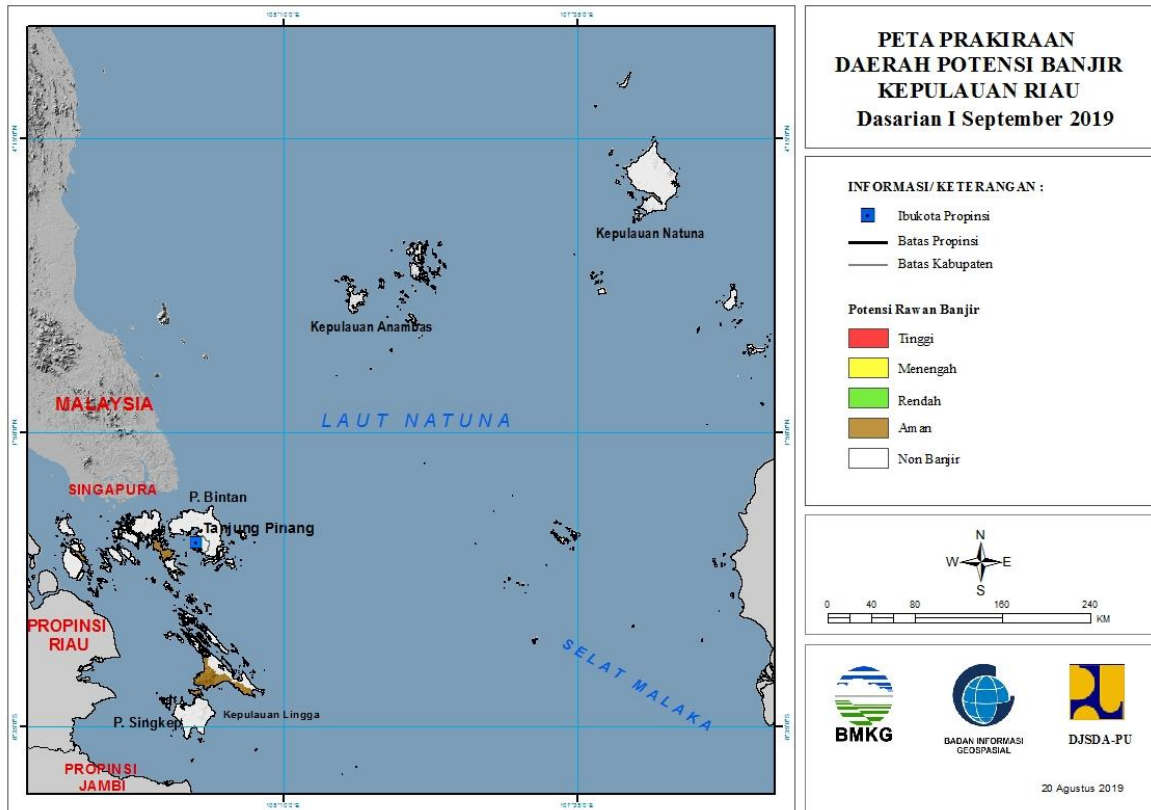 PETA PRAKIRAAN
DAERAH POTENSI BANJIR
KEPULAUAN RIAU
Dasarian I September 2019
INFORMASI/ KETERANGAN :
Ibukota Propinsi
Batas Propinsi
Batas Kabupaten
Potensi Rawan Banjir
Tinggi
Menengah
Rendah
Aman
Non Banjir
N
W
E
S
0 40 80 160 240
KM
BMKG
BADAN INFORMASI
GEOSPASIAL
DJSDA-PU
20 Agustus 2019
Kepulauan Natuna
Kepulauan Anambas
MALAYSIA
LAUT NATUNA
SINGAPURA
P. Bintan
Tanjung Pinang
PROPINSI
RIAU
SELAT MALAKA
P. Singkep
Kepulauan Lingga
PROPINSI
JAMBI